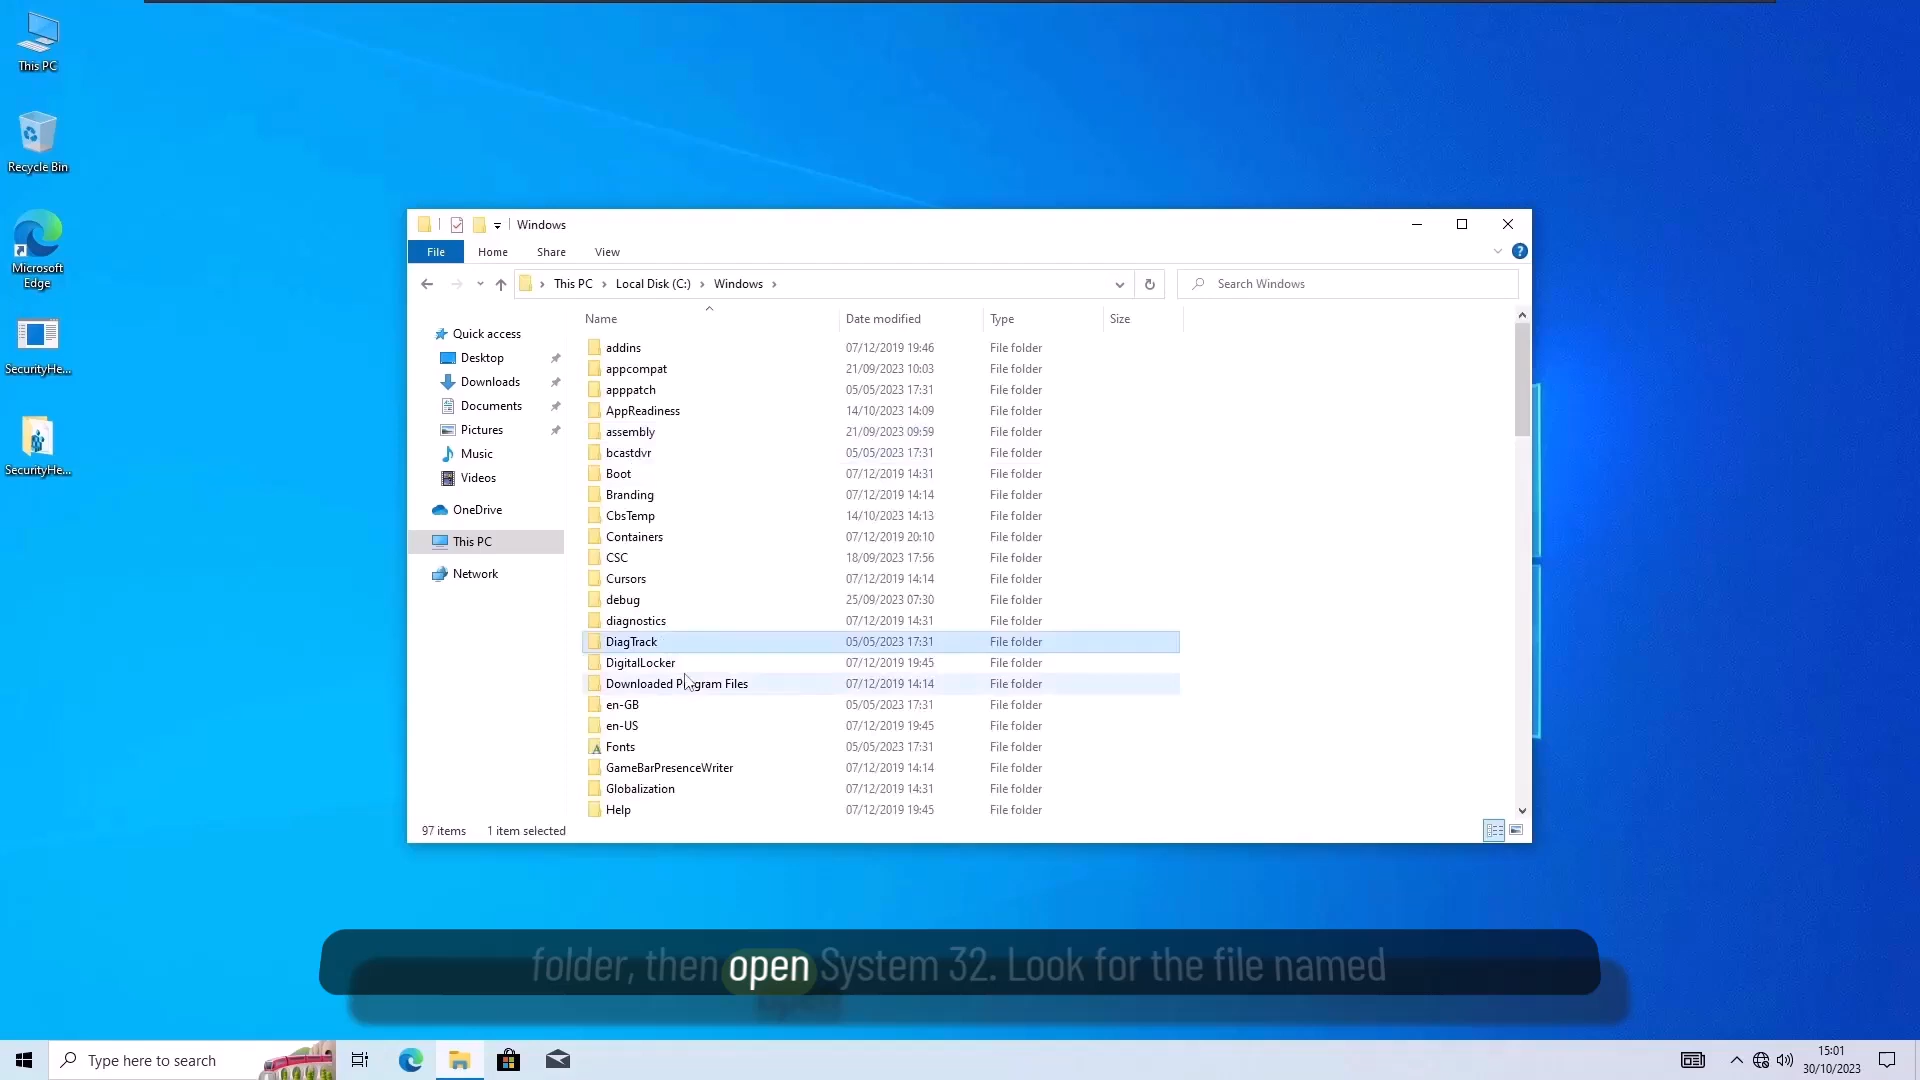 This PC
Recycle Bin
Microsoft
Edge
SecurityHe...
SecurityHe...
Windows
File
Home
Share
View
This PC
Local Disk (C:)
Windows
Search Windows
Quick access
Desktop
Downloads
Documents
Pictures
Music
Videos
OneDrive
This PC
Network
Name Date modified Type Size
addins 07/12/2019 19:46 File folder
appcompat 21/09/2023 10:03 File folder
apppatch 05/05/2023 17:31 File folder
AppReadiness 14/10/2023 14:09 File folder
assembly 21/09/2023 09:59 File folder
bcastdvr 05/05/2023 17:31 File folder
Boot 07/12/2019 14:31 File folder
Branding 07/12/2019 14:14 File folder
CbsTemp 14/10/2023 14:13 File folder
Containers 07/12/2019 20:10 File folder
CSC 18/09/2023 17:56 File folder
Cursors 07/12/2019 14:14 File folder
debug 25/09/2023 07:30 File folder
diagnostics 07/12/2019 14:31 File folder
DiagTrack 05/05/2023 17:31 File folder
DigitalLocker 07/12/2019 19:45 File folder
Downloaded Program Files 07/12/2019 14:14 File folder
en-GB 05/05/2023 17:31 File folder
en-US 07/12/2019 19:45 File folder
Fonts 05/05/2023 17:31 File folder
GameBarPresenceWriter 07/12/2019 14:14 File folder
Globalization 07/12/2019 14:31 File folder
Help 07/12/2019 19:45 File folder
97 items 1 item selected
folder, then open System 32. Look for the file named
Type here to search
15:01
30/10/2023